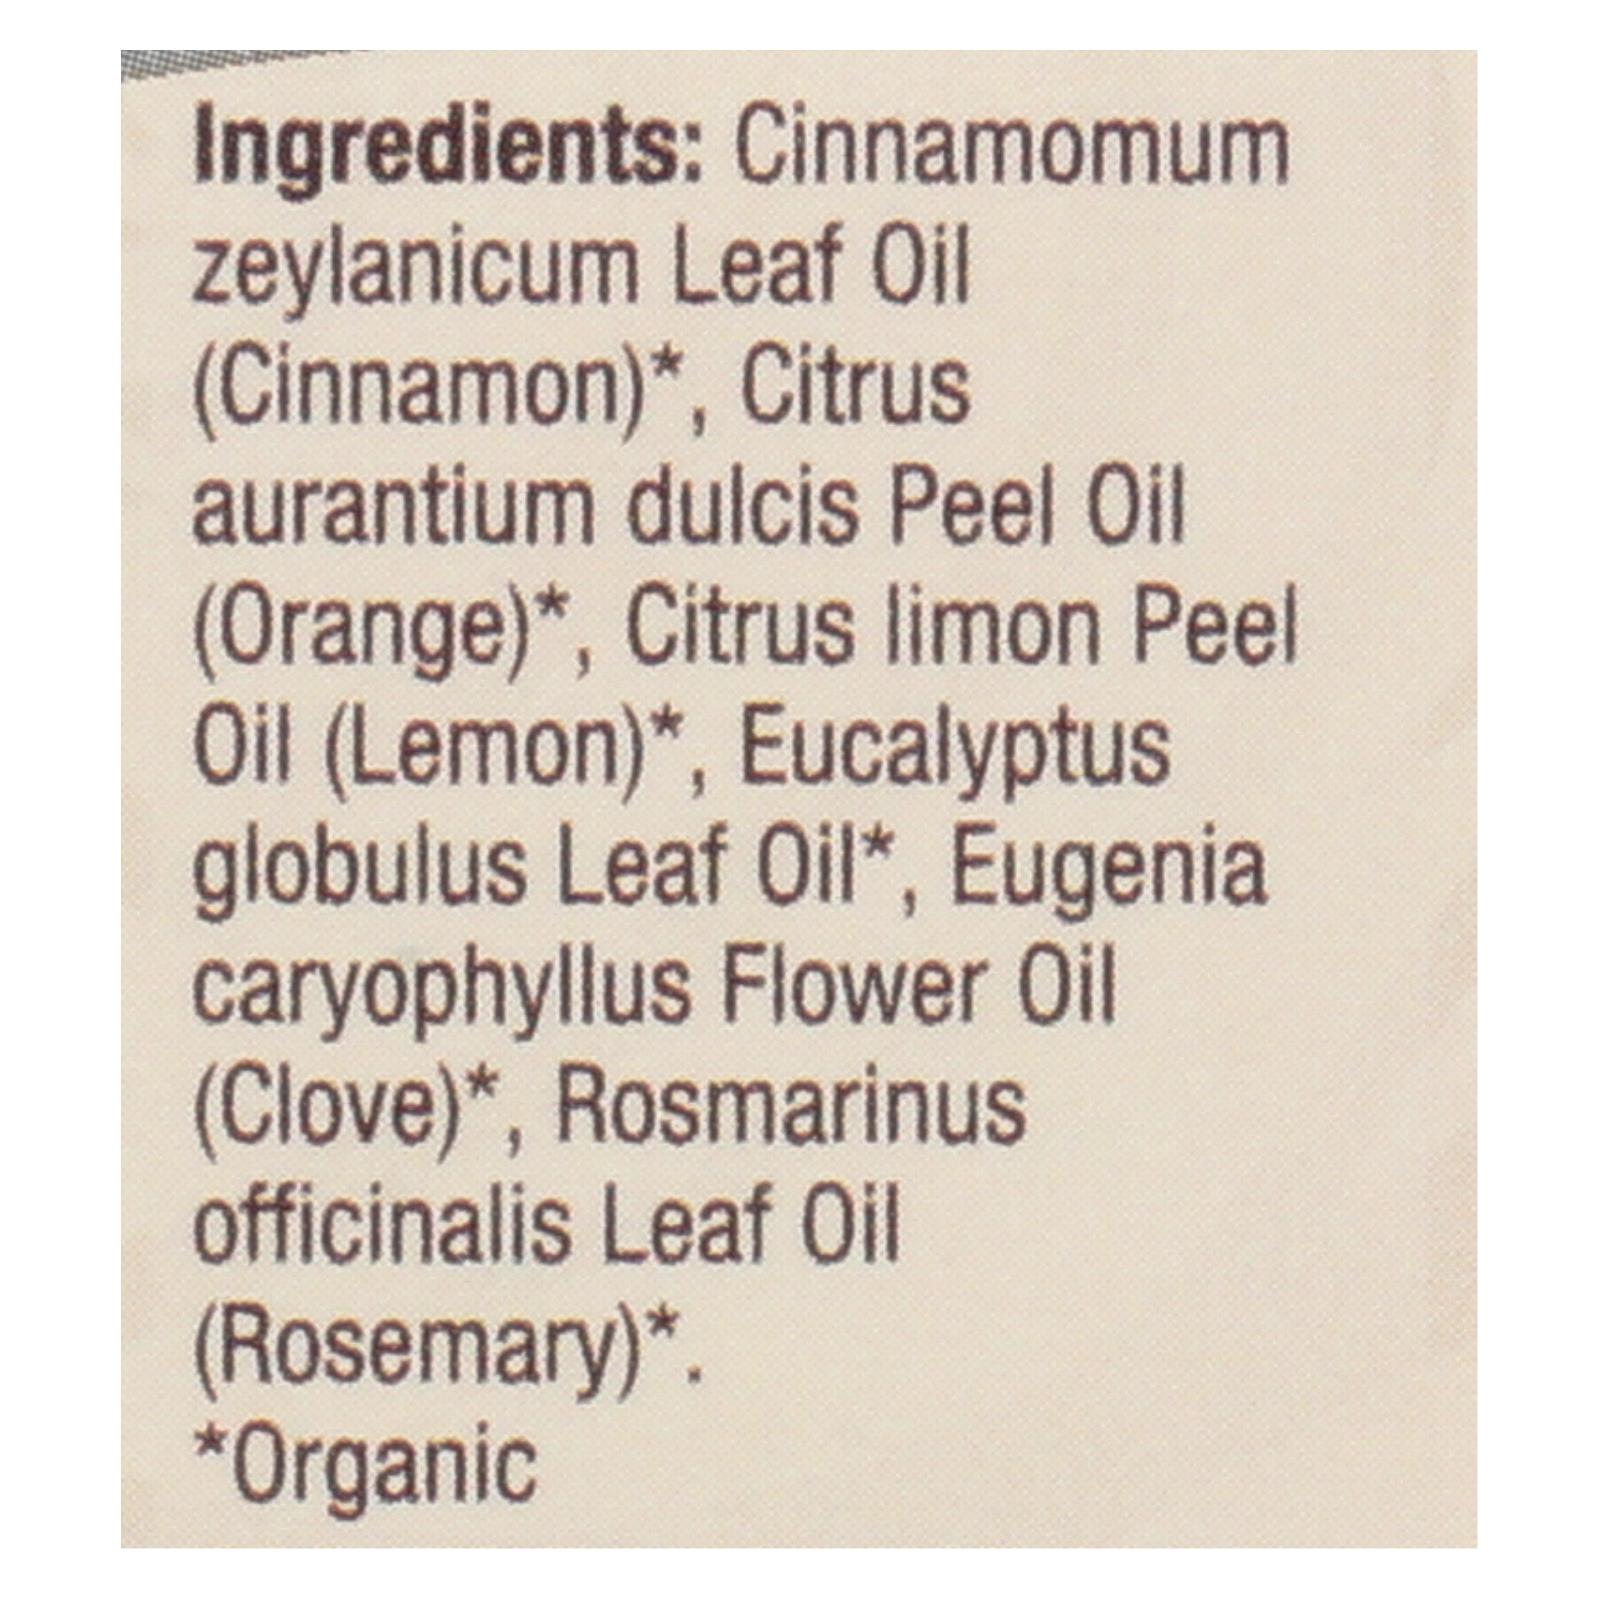 Ingredients: Cinnamomum
zeylanicum Leaf Oil
(Cinnamon)*, Citrus
aurantium dulcis Peel Oil
(Orange)*, Citrus limon Peel
Oil (Lemon)*, Eucalyptus
globulus Leaf Oil*, Eugenia
caryophyllus Flower Oil
(Clove)*, Rosmarinus
officinalis Leaf Oil
(Rosemary)*.
*Organic